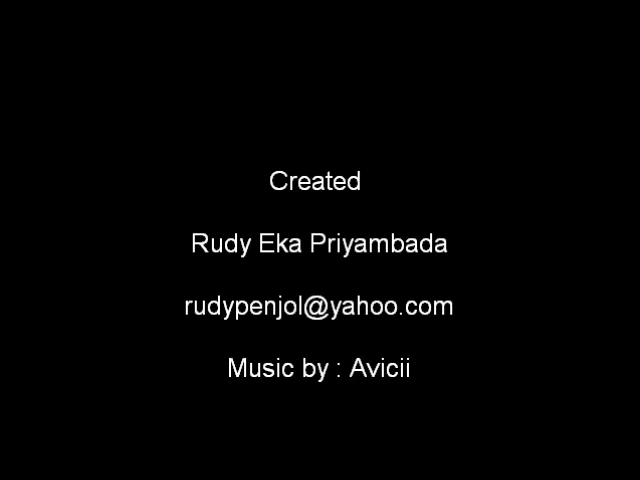 Created
Rudy Eka Priyambada
rudypenjol@yahoo.com
Music by : Avicii